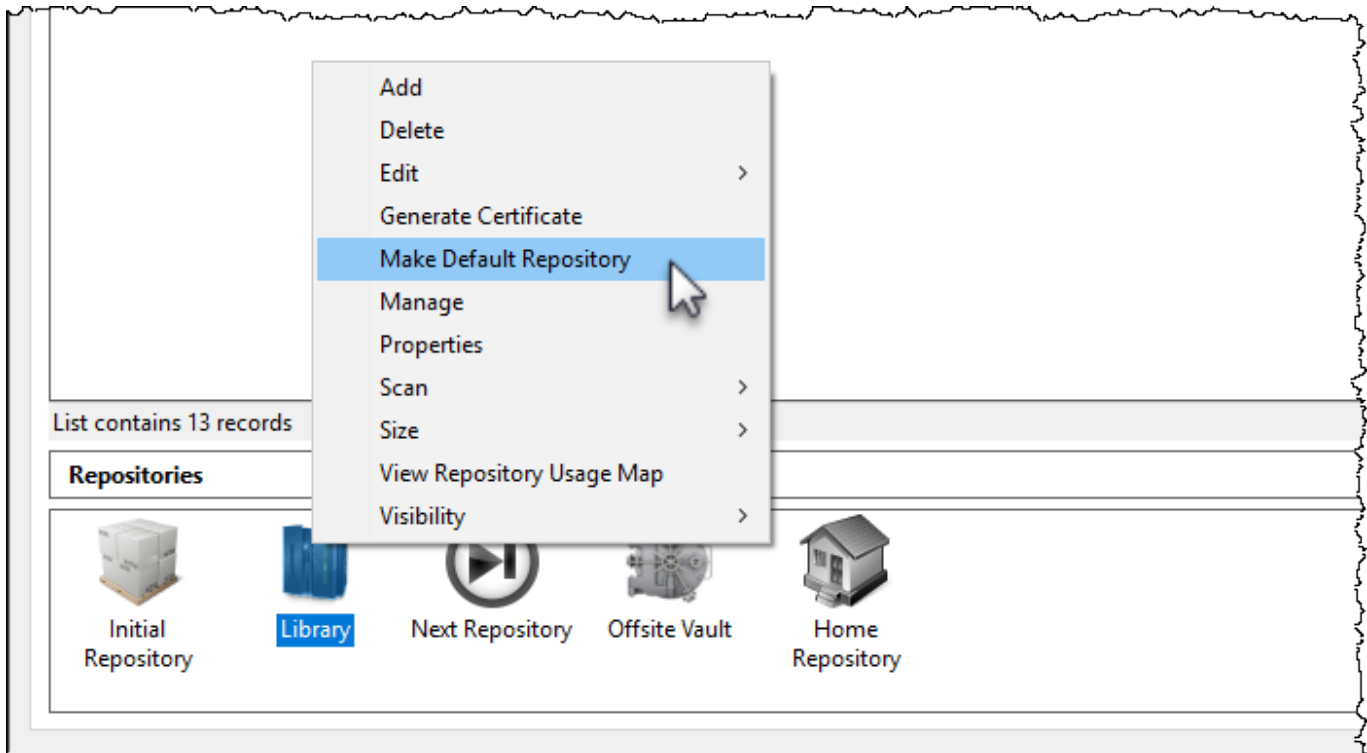 Add
Delete
Edit
Generate Certificate
Make Default Repository
Manage
Properties
Scan
List contains 13 records
Size
Repositories
View Repository Usage Map
Visibility
Initial
Repository
Library
Next Repository
Offsite Vault
Home
Repository